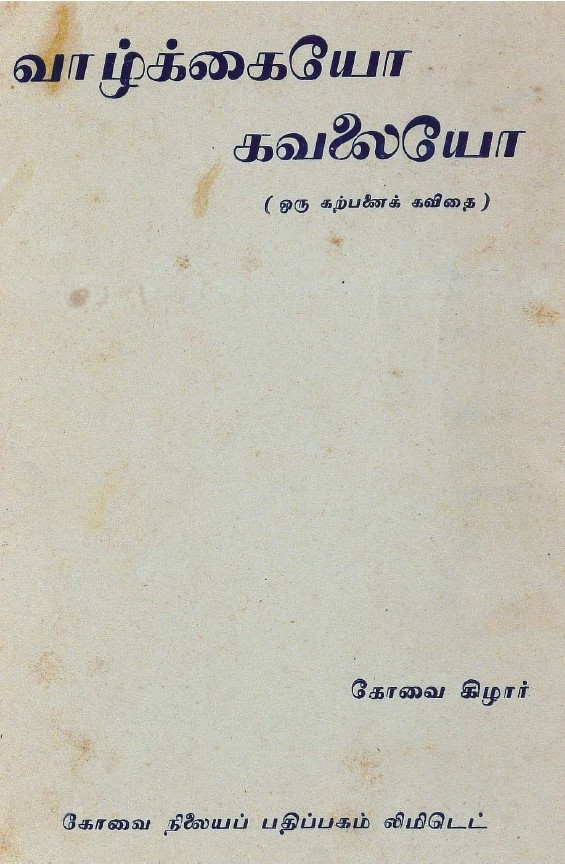 வாழ்க்கையோ
கவலையோ
( ஒரு கற்பனைக் கவிதை )
கோவை கிழார்
கோவை நிலையப் பதிப்பகம் லிமிடெட்